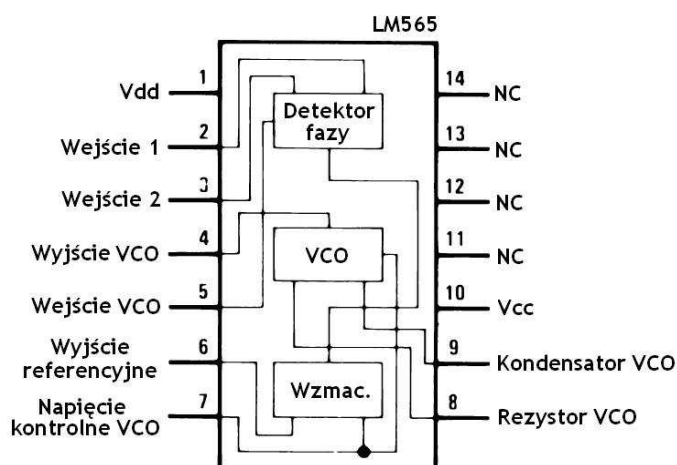 LM565
1
Vdd
2
Wejście 1
3
Wejście 2
4
Wyjście VCO
5
Wejście VCO
6
Wyjście
referencyjne
7
Napięcie
kontrolne VCO
Detektor
fazy
VCO
Wzmac.
14
NC
13
NC
12
NC
11
NC
10
Vcc
9
Kondensator VCO
8
Rezystor VCO